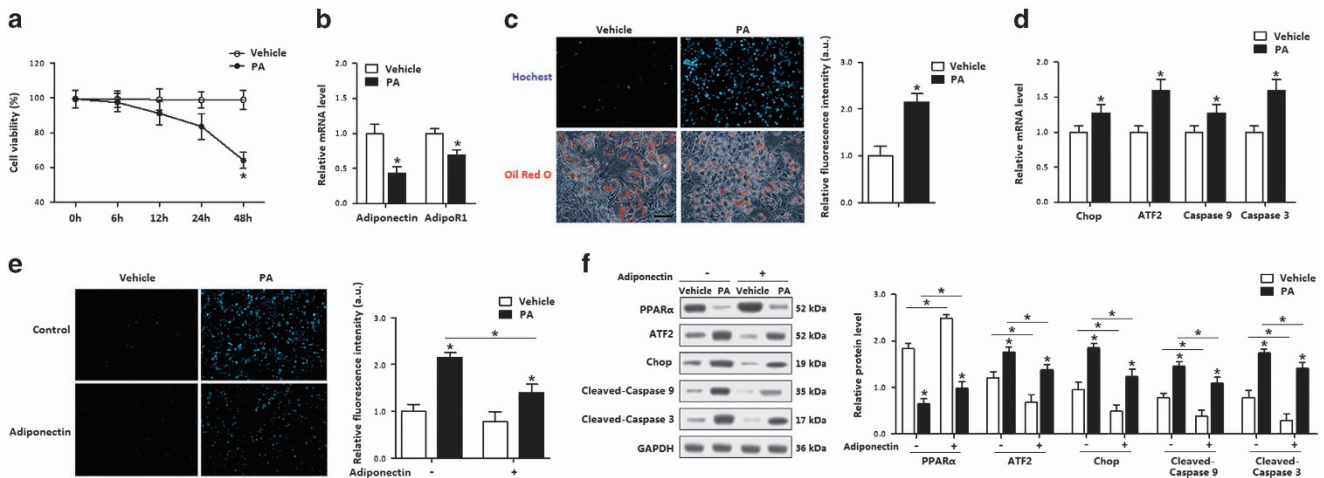 a
Vehicle
PA
Cell viability (%)
120
100
80
60
40
*
0h 6h 12h 24h 48h
b
Vehicle
PA
Relative mRNA level
2.0
1.5
1.0
0.5
0.0
* *
Adiponectin AdipoR1
c
Vehicle PA
Hochest
Oil Red O
Relative fluorescence intensity (a.u.)
3.0
2.0
1.0
0.0
*
d
Vehicle
PA
Relative mRNA level
2.0
1.5
1.0
0.5
0.0
* * * *
Chop ATF2 Caspase 9 Caspase 3
e
Vehicle PA
Control
Adiponectin
Vehicle
PA
Relative fluorescence intensity (a.u.)
3.0
2.0
1.0
0.0
*
* *
Adiponectin - +
f
Adiponectin - +
Vehicle PA Vehicle PA
PPARα 52 kDa
ATF2 52 kDa
Chop 19 kDa
Cleaved-Caspase 9 35 kDa
Cleaved-Caspase 3 17 kDa
GAPDH 36 kDa
Vehicle
PA
Relative protein level
3.0
2.0
1.0
0.0
* * * * * * * * * *
* * * * * * * * * *
Adiponectin - + - + - + - + - +
PPARα ATF2 Chop Cleaved-Caspase 9 Cleaved-Caspase 3